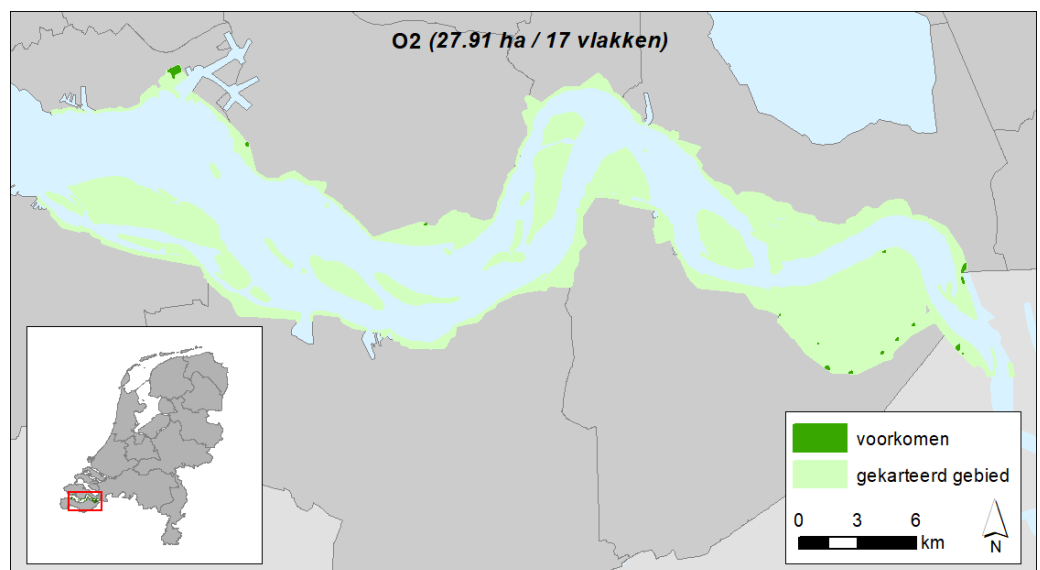 O2 (27.91 ha / 17 vlakken)
voorkomen
gekarteerd gebied
0 3 6
km
N